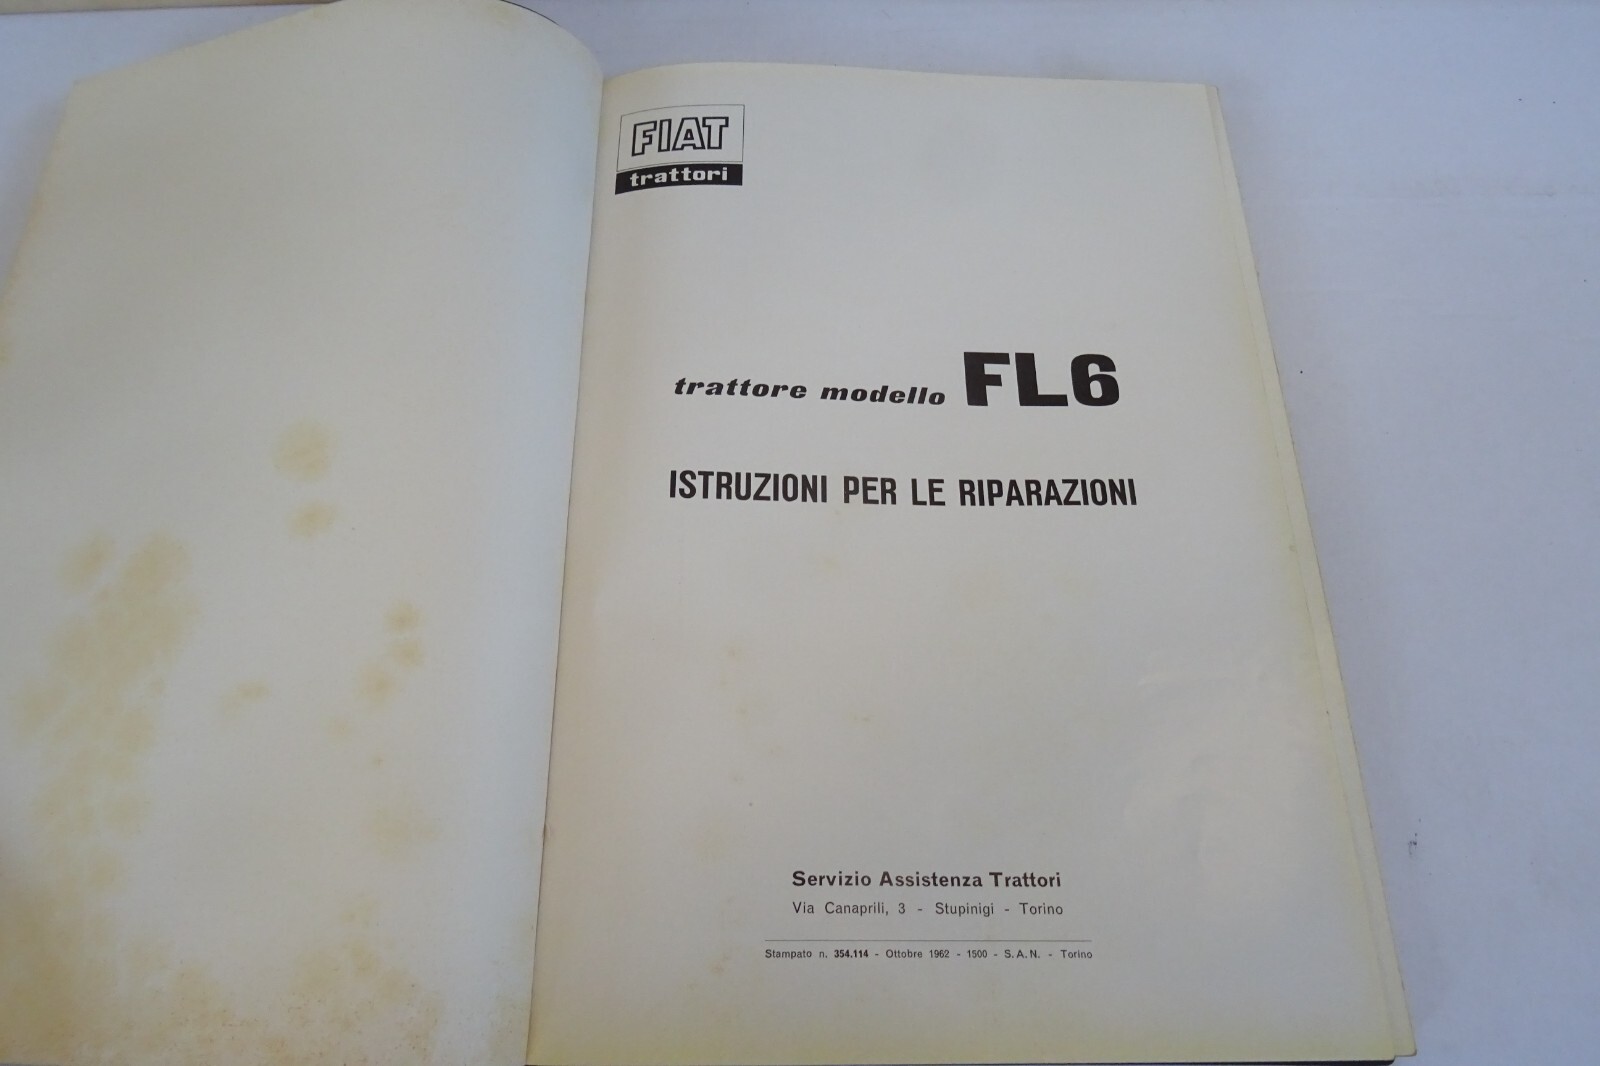 FIAT
trattori
trattore modello FL6
ISTRUZIONI PER LE RIPARAZIONI
Servizio Assistenza Trattori
Via Canaprili, 3 - Stupinigi - Torino
Stampato n. 354.114 - Ottobre 1962 - 1500 - S.A.N. - Torino